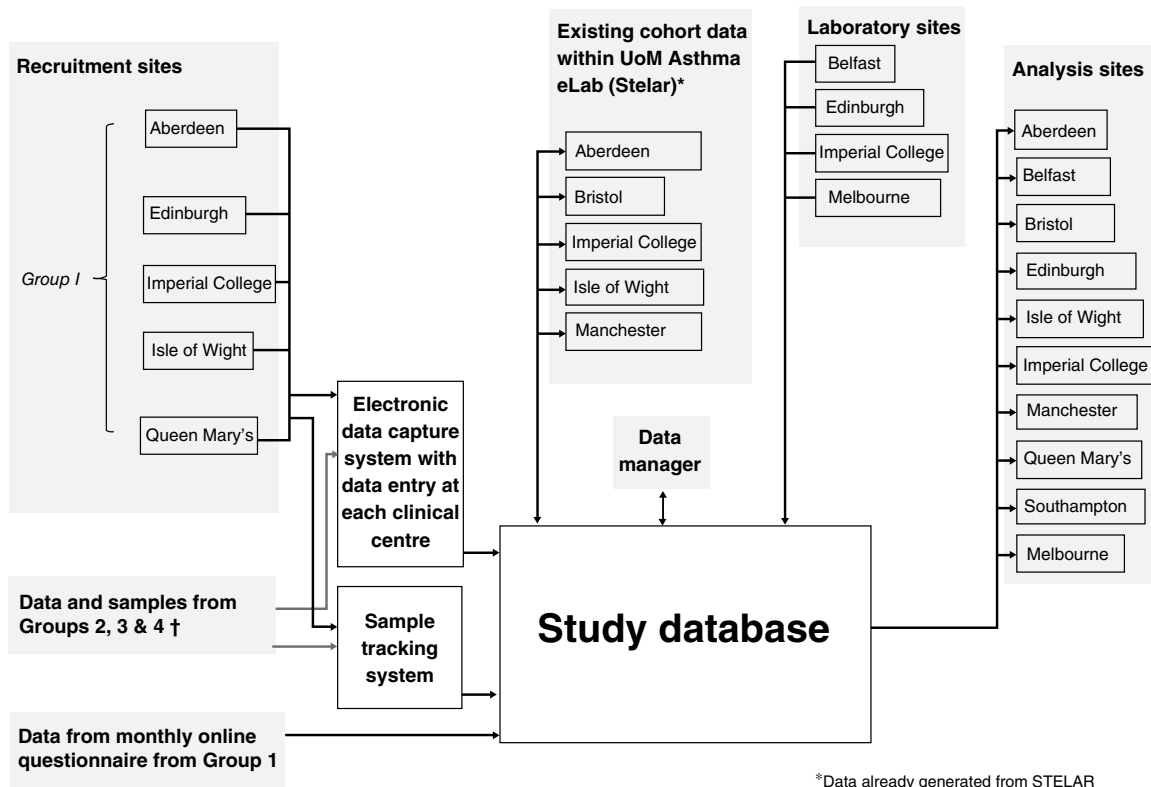 Recruitment sites
Group I
Aberdeen
Edinburgh
Imperial College
Isle of Wight
Queen Mary's
Data and samples from
Groups 2, 3 & 4 †
Data from monthly online
questionnaire from Group 1
Electronic
data capture
system with
data entry at
each clinical
centre
Sample
tracking
system
Existing cohort data
within UoM Asthma
eLab (Stelar)*
Aberdeen
Bristol
Imperial College
Isle of Wight
Manchester
Data
manager
Study database
Laboratory sites
Belfast
Edinburgh
Imperial College
Melbourne
Analysis sites
Aberdeen
Belfast
Bristol
Edinburgh
Isle of Wight
Imperial College
Manchester
Queen Mary's
Southampton
Melbourne
*Data already generated from STELAR